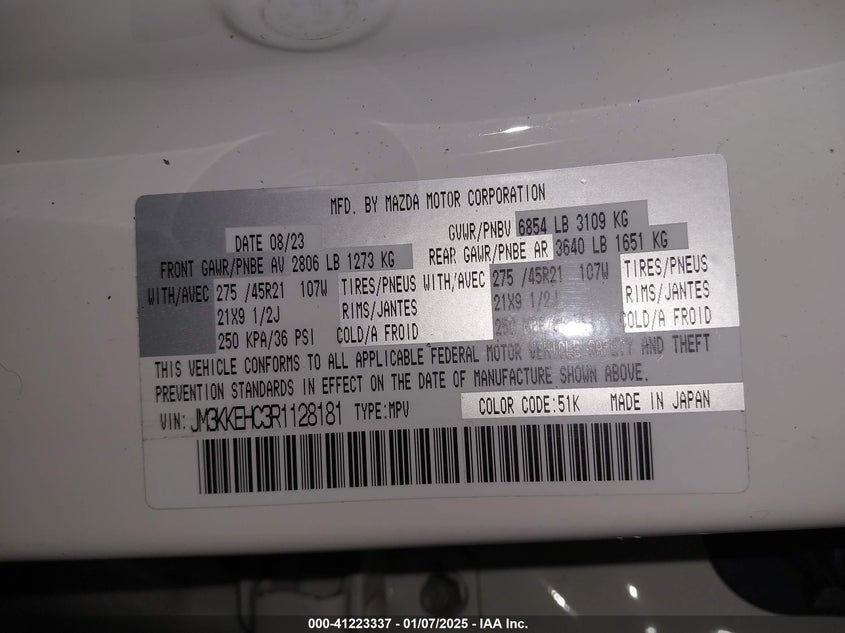 MFD. BY MAZDA MOTOR CORPORATION
DATE 08/23 GVWR/PNBV 6854 LB 3109 KG
FRONT GAWR/PNBE AV 2806 LB 1273 KG REAR GAWR/PNBE AR 3640 LB 1651 KG
WITH/AVEC 275 /45R21 107W TIRES/PNEUS WITH/AVEC 275 /45R21 107W TIRES/PNEUS
21X9 1/2J RIMS/JANTES 21X9 1/2J RIMS/JANTES
250 KPA/36 PSI COLD/A FROID 250 KPA/36 PSI COLD/A FROID
THIS VEHICLE CONFORMS TO ALL APPLICABLE FEDERAL MOTOR VEHICLE SAFETY AND THEFT
PREVENTION STANDARDS IN EFFECT ON THE DATE OF MANUFACTURE SHOWN ABOVE.
VIN: JM3KKEHC3R1128181 TYPE:MPV COLOR CODE:51K MADE IN JAPAN
000-41223337 - 01/07/2025 - IAA Inc.